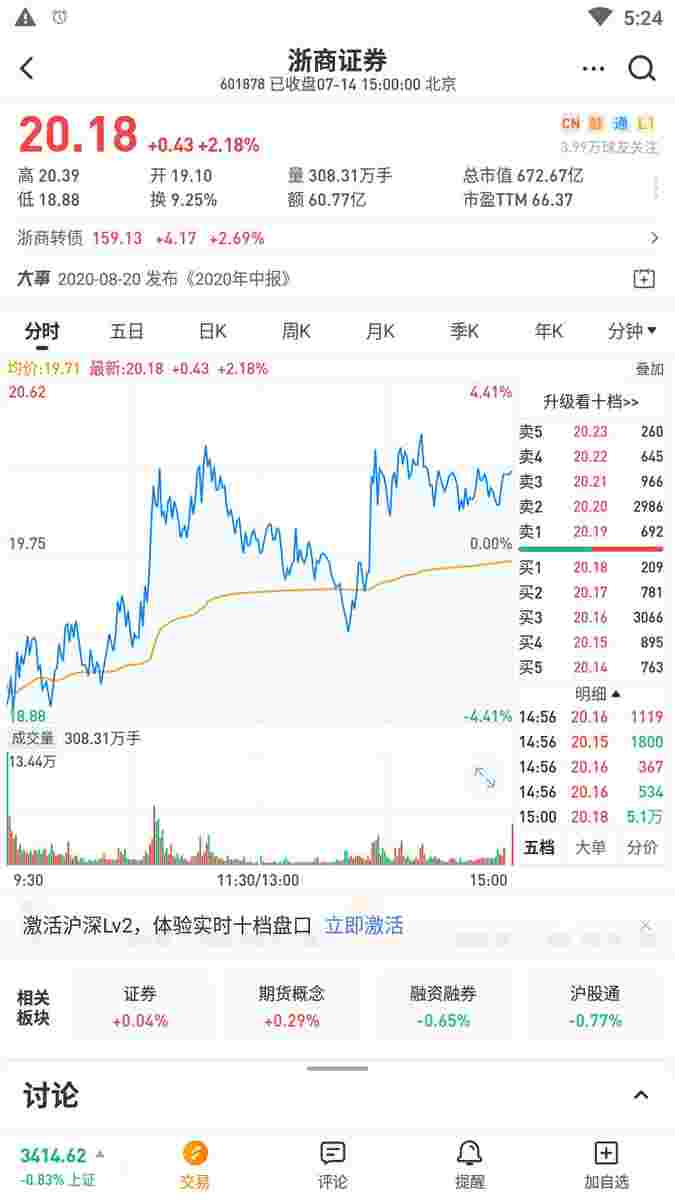 5:24
浙商证券
601878 已收盘07-14 15:00:00 北京
20.18 +0.43 +2.18%
CN 融 通 L1
3.99万球友关注
高 20.39 开 19.10 量 308.31万手 总市值 672.67亿
低 18.88 换 9.25% 额 60.77亿 市盈TTM 66.37
浙商转债 159.13 +4.17 +2.69%
大事 2020-08-20 发布《2020年中报》
分时 五日 日K 周K 月K 季K 年K 分钟
均价:19.71 最新:20.18 +0.43 +2.18% 叠加
20.62 4.41%
19.75 0.00%
18.88 -4.41%
升级看十档>>
卖5 20.23 260
卖4 20.22 645
卖3 20.21 966
卖2 20.20 2986
卖1 20.19 692
买1 20.18 209
买2 20.17 781
买3 20.16 3066
买4 20.15 895
买5 20.14 763
明细
14:56 20.16 1119
14:56 20.15 1800
14:56 20.16 367
14:56 20.16 534
15:00 20.18 5.1万
五档 大单 分价
成交量 308.31万手
13.44万
9:30 11:30/13:00 15:00
激活沪深Lv2，体验实时十档盘口 立即激活
相关
板块
证券 期货概念 融资融券 沪股通
+0.04% +0.29% -0.65% -0.77%
讨论
3414.62
-0.83% 上证
交易 评论 提醒 加自选